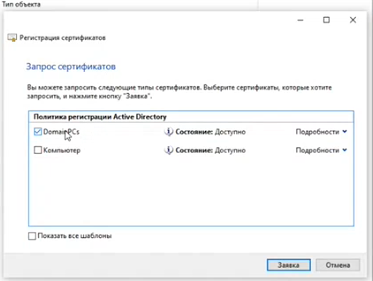 Тип объекта
Регистрация сертификатов
Запрос сертификатов
Вы можете запросить следующие типы сертификатов. Выберите сертификаты, которые хотите
запросить, и нажмите кнопку "Заявка".
Политика регистрации Active Directory
DomainPCs Состояние: Доступно Подробности
Компьютер Состояние: Доступно Подробности
Показать все шаблоны
Заявка Отмена